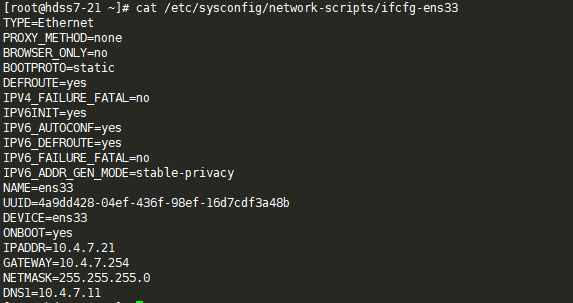 [root@hdss7-21 ~]# cat /etc/sysconfig/network-scripts/ifcfg-ens33
TYPE=Ethernet
PROXY_METHOD=none
BROWSER_ONLY=no
BOOTPROTO=static
DEFROUTE=yes
IPV4_FAILURE_FATAL=no
IPV6INIT=yes
IPV6_AUTOCONF=yes
IPV6_DEFROUTE=yes
IPV6_FAILURE_FATAL=no
IPV6_ADDR_GEN_MODE=stable-privacy
NAME=ens33
UUID=4a9dd428-04ef-436f-98ef-16d7cdf3a48b
DEVICE=ens33
ONBOOT=yes
IPADDR=10.4.7.21
GATEWAY=10.4.7.254
NETMASK=255.255.255.0
DNS1=10.4.7.11